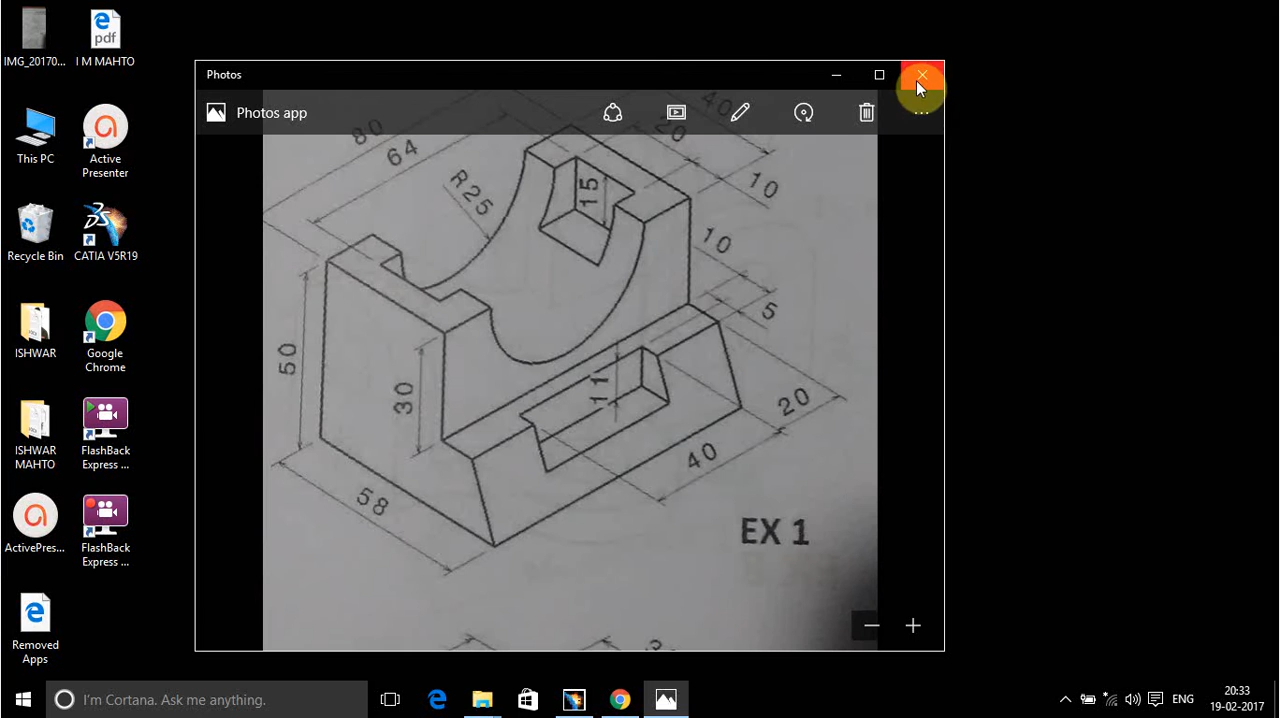 IMG_20170...
pdf
I M MAHTO
This PC
Active
Presenter
Recycle Bin
CATIA V5R19
ISHWAR
Google
Chrome
ISHWAR
MAHTO
FlashBack
Express ...
ActivePres...
FlashBack
Express ...
Removed
Apps
Photos
Photos app
80
64
R25
15
40
20
10
10
5
50
30
11
20
40
58
EX 1
I'm Cortana. Ask me anything.
ENG
20:33
19-02-2017